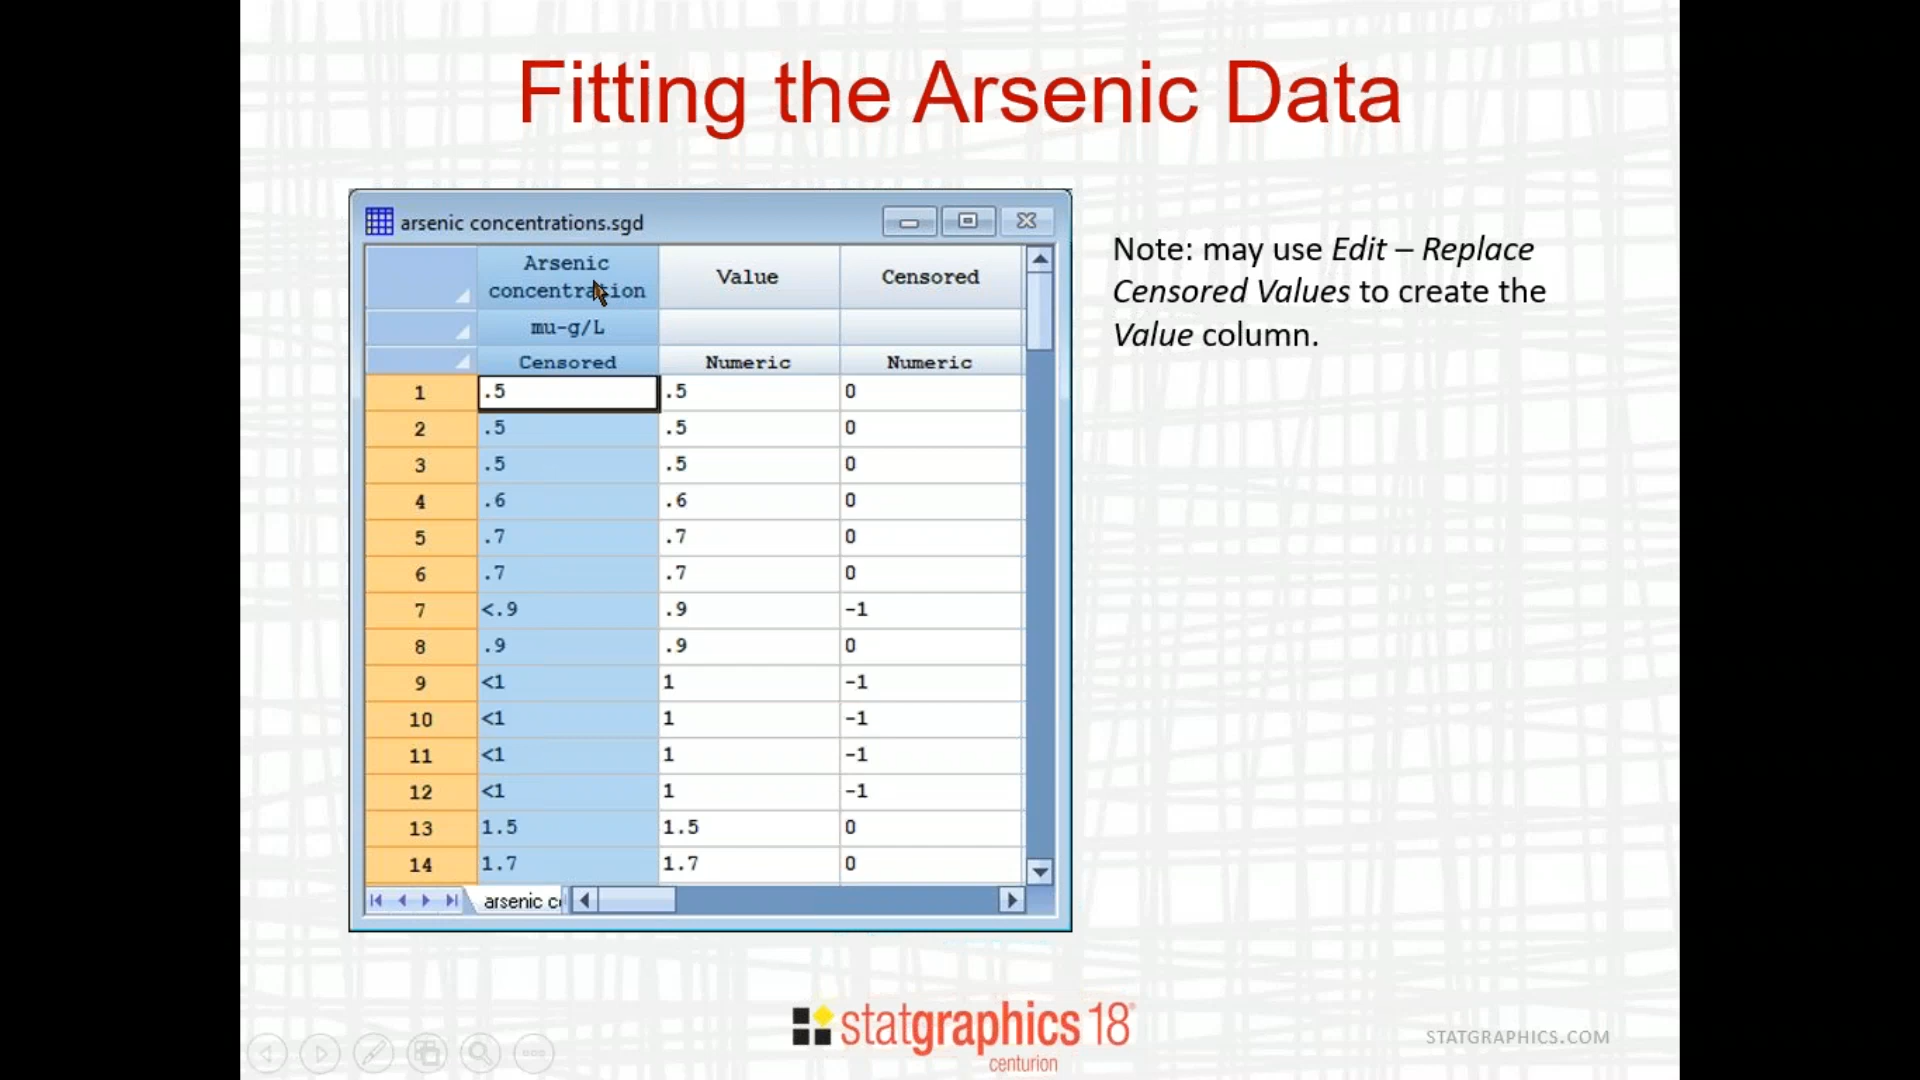 Fitting the Arsenic Data
arsenic concentrations.sgd
Arsenic concentration Value Censored
mu-g/L
Censored Numeric Numeric
1 .5 .5 0
2 .5 .5 0
3 .5 .5 0
4 .6 .6 0
5 .7 .7 0
6 .7 .7 0
7 <.9 .9 -1
8 .9 .9 0
9 <1 1 -1
10 <1 1 -1
11 <1 1 -1
12 <1 1 -1
13 1.5 1.5 0
14 1.7 1.7 0
arsenic c
Note: may use Edit – Replace
Censored Values to create the
Value column.
statgraphics 18
centurion
STATGRAPHICS.COM